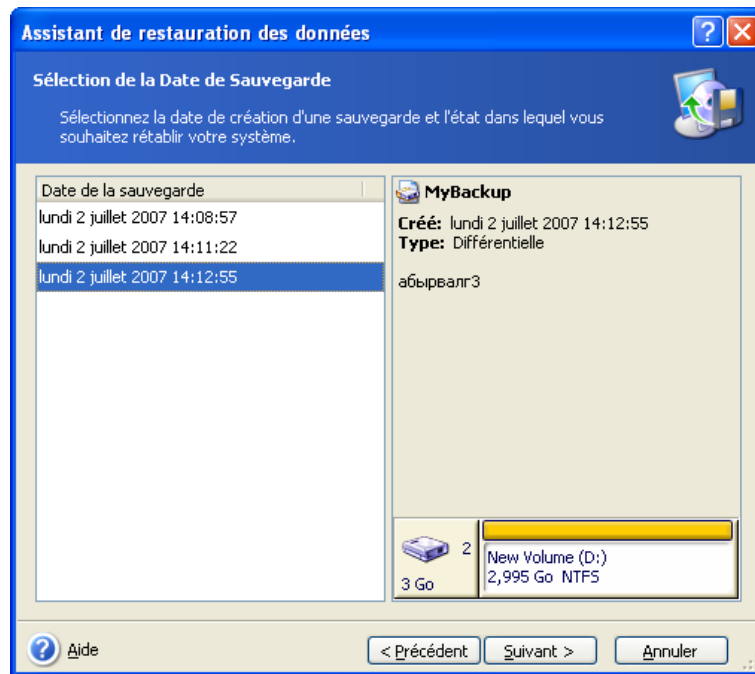 Assistant de restauration des données
Sélection de la Date de Sauvegarde
Sélectionnez la date de création d'une sauvegarde et l'état dans lequel vous
souhaitez rétablir votre système.
Date de la sauvegarde
lundi 2 juillet 2007 14:08:57
lundi 2 juillet 2007 14:11:22
lundi 2 juillet 2007 14:12:55
MyBackup
Créé: lundi 2 juillet 2007 14:12:55
Type: Différentielle
абырвалг3
2
3 Go
New Volume (D:)
2,995 Go NTFS
Aide
< Précédent
Suivant >
Annuler